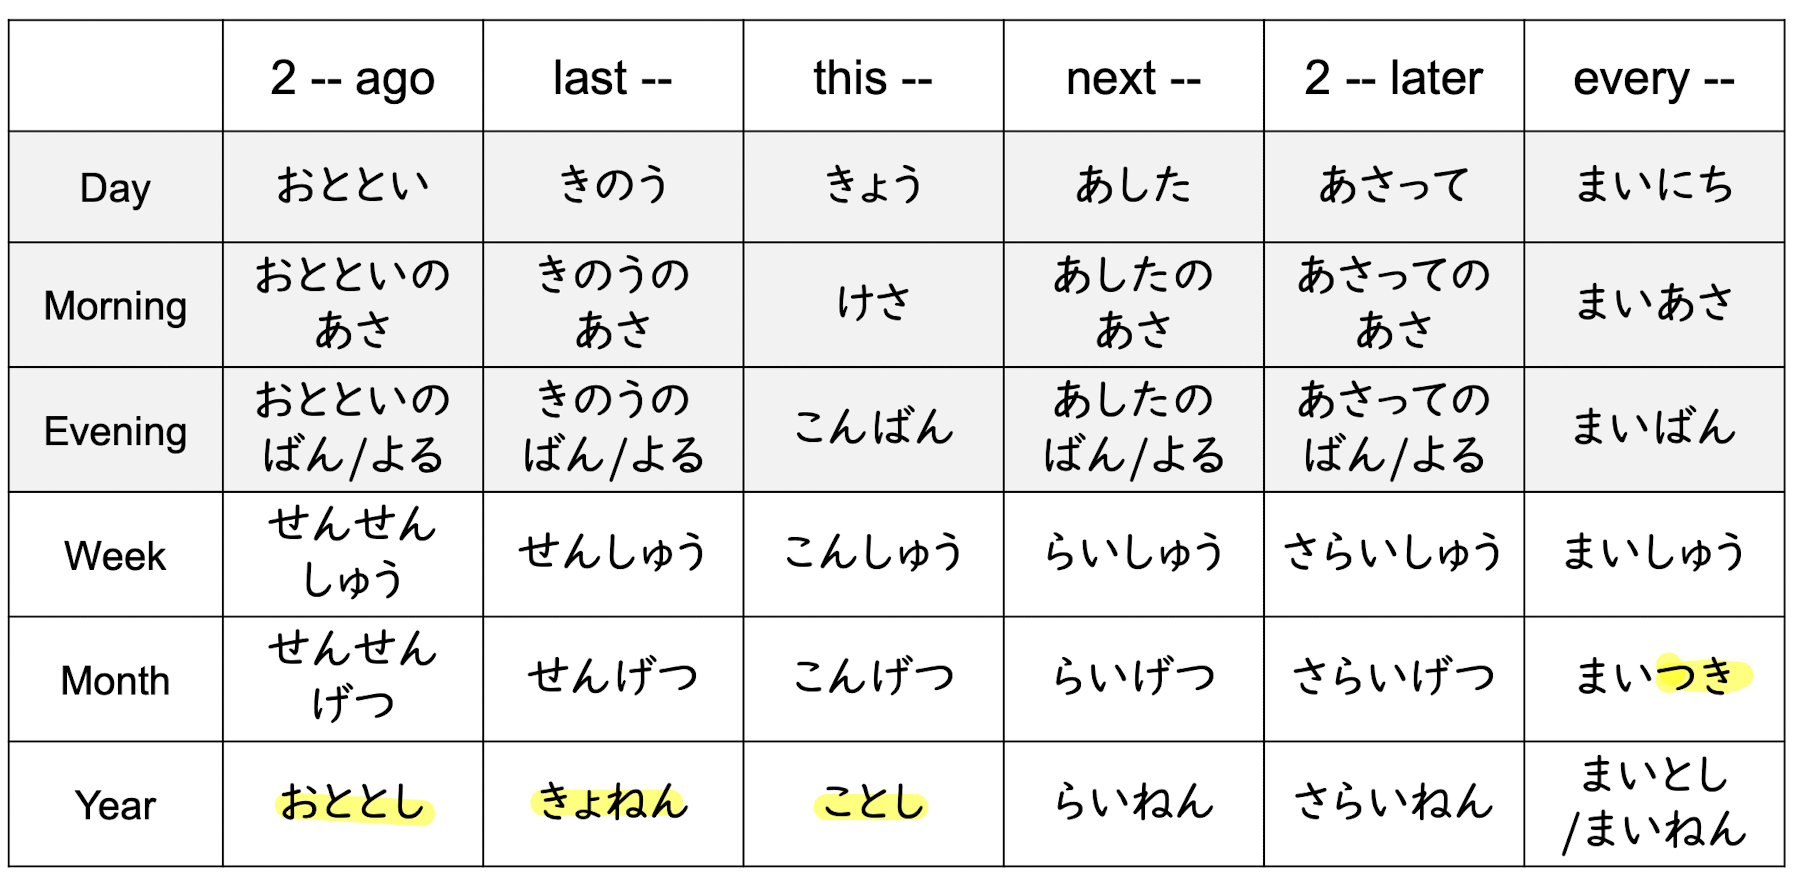 2 -- ago last -- this -- next -- 2 -- later every --
Day おととい きのう きょう あした あさって まいにち
Morning おとといの あさ きのうの あさ けさ あしたの あさ あさっての あさ まいあさ
Evening おとといの ばん/よる きのうの ばん/よる こんばん あしたの ばん/よる あさっての ばん/よる まいばん
Week せんせん しゅう せんしゅう こんしゅう らいしゅう さらいしゅう まいしゅう
Month せんせん げつ せんげつ こんげつ らいげつ さらいげつ まいつき
Year おととし きょねん ことし らいねん さらいねん まいとし /まいねん